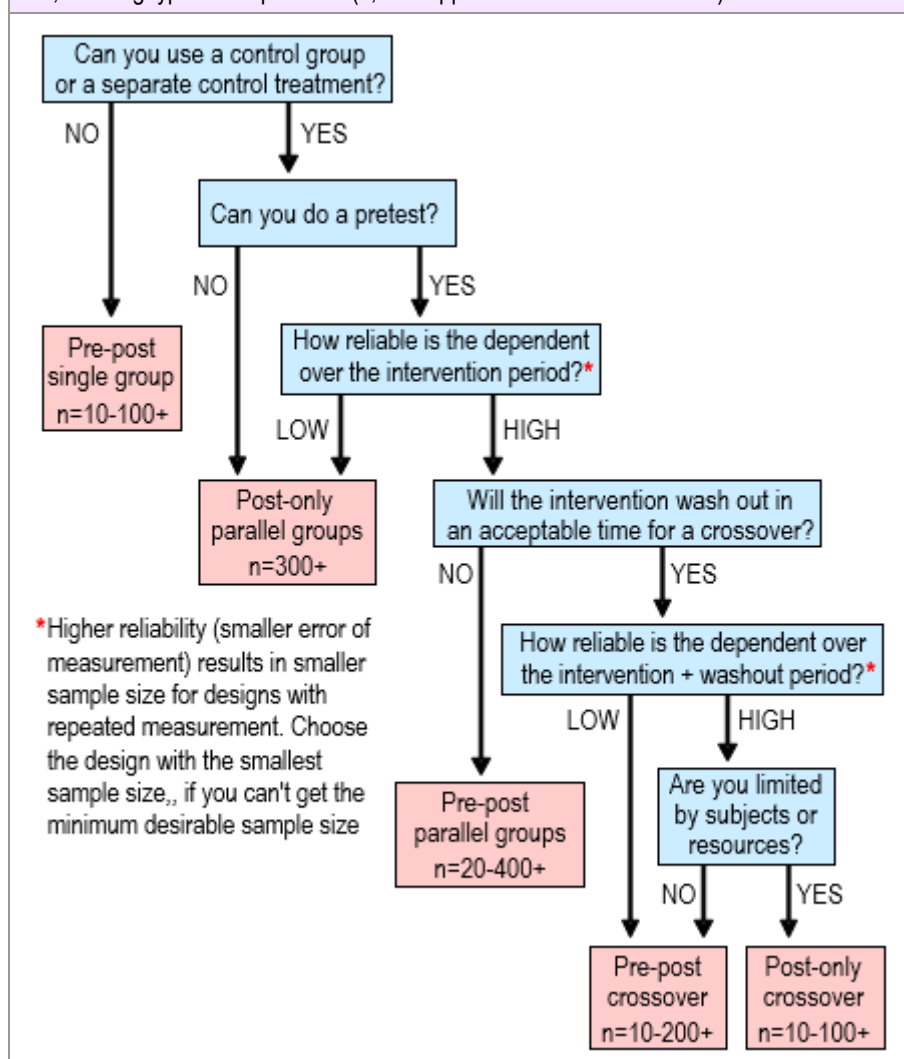 Can you use a control group
or a separate control treatment?
NO
YES
Can you do a pretest?
NO
YES
How reliable is the dependent
over the intervention period?*
Pre-post
single group
n=10-100+
LOW
HIGH
Post-only
parallel groups
n=300+
Will the intervention wash out in
an acceptable time for a crossover?
NO
YES
*Higher reliability (smaller error of
measurement) results in smaller
sample size for designs with
repeated measurement. Choose
the design with the smallest
sample size,, if you can't get the
minimum desirable sample size
How reliable is the dependent over
the intervention + washout period?*
LOW
HIGH
Pre-post
parallel groups
n=20-400+
Are you limited
by subjects or
resources?
NO
YES
Pre-post
crossover
n=10-200+
Post-only
crossover
n=10-100+